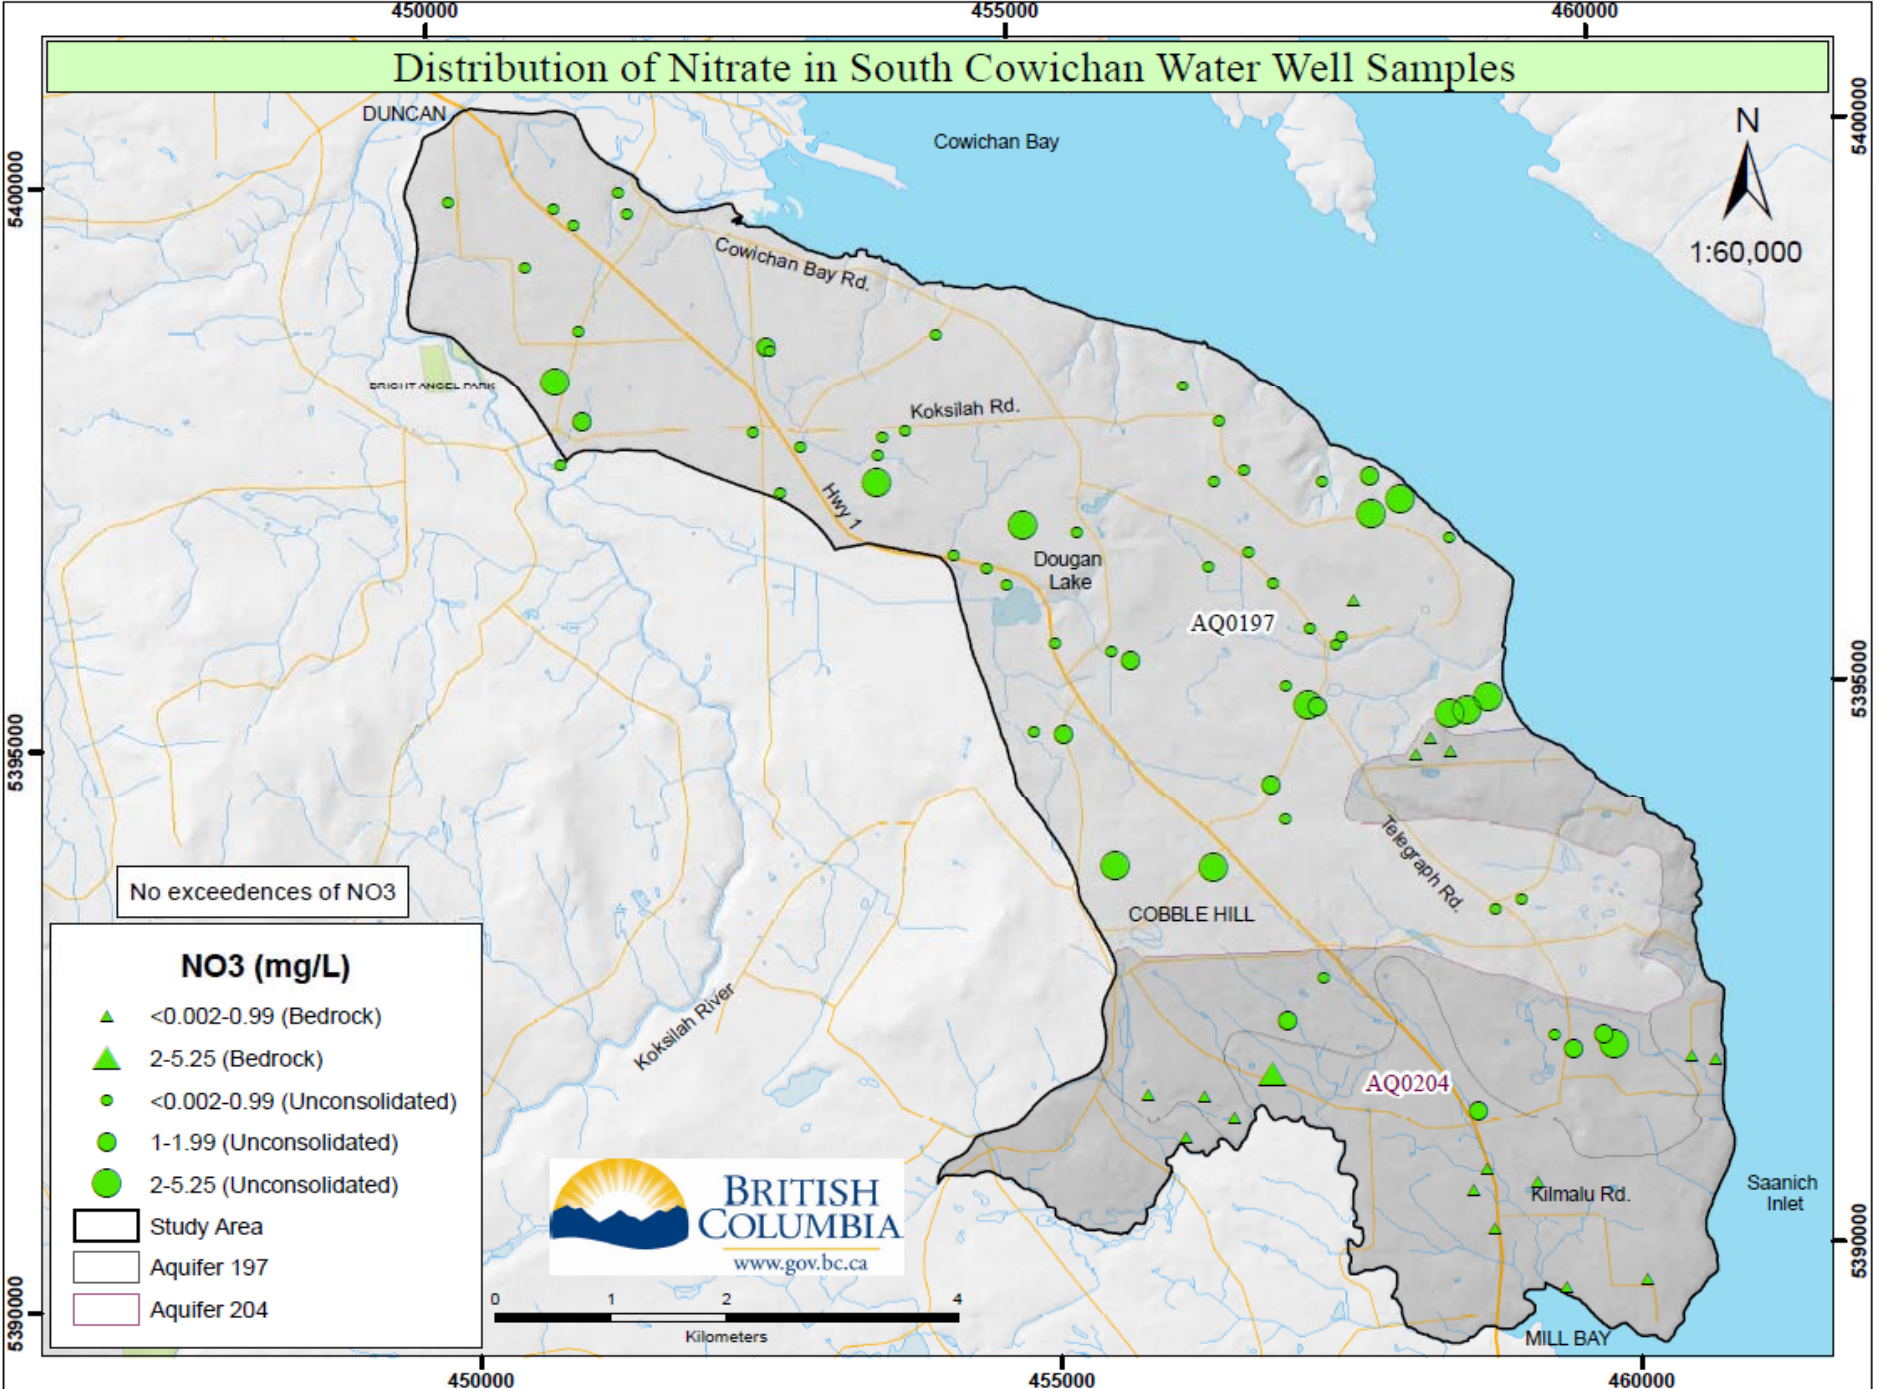 450000
455000
460000
Distribution of Nitrate in South Cowichan Water Well Samples
DUNCAN
Cowichan Bay
N
1:60,000
5400000
5400000
Cowichan Bay Rd.
BRIGHT ANGEL PARK
Koksilah Rd.
Hwy 1
Dougan
Lake
AQ0197
5395000
5395000
Telegraph Rd.
No exceedences of NO3
COBBLE HILL
NO3 (mg/L)
<0.002-0.99 (Bedrock)
2-5.25 (Bedrock)
<0.002-0.99 (Unconsolidated)
1-1.99 (Unconsolidated)
2-5.25 (Unconsolidated)
Study Area
Aquifer 197
Aquifer 204
Koksilah River
AQ0204
Kilmalu Rd.
Saanich
Inlet
BRITISH
COLUMBIA
www.gov.bc.ca
0 1 2 4
Kilometers
MILL BAY
5390000
5390000
450000
455000
460000